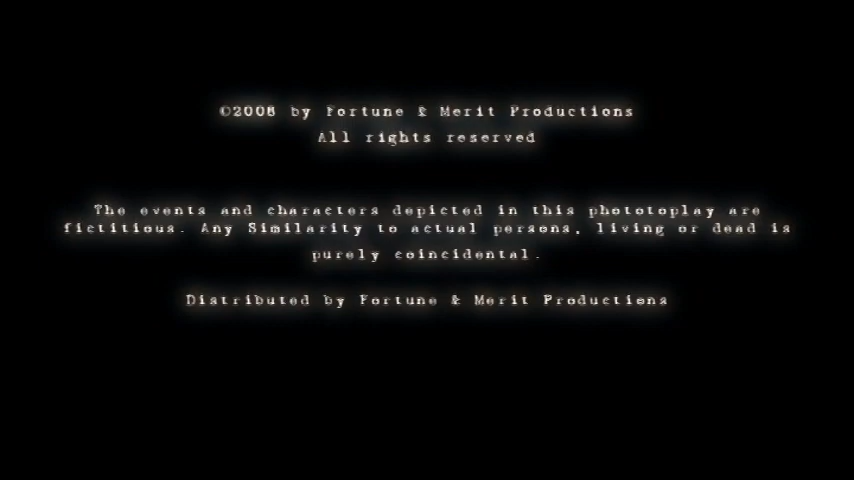 ©2008 by Fortune & Merit Productions
All rights reserved
The events and characters depicted in this phototoplay are
fictitious. Any Similarity to actual persons, living or dead is
purely coincidental.
Distributed by Fortune & Merit Productions